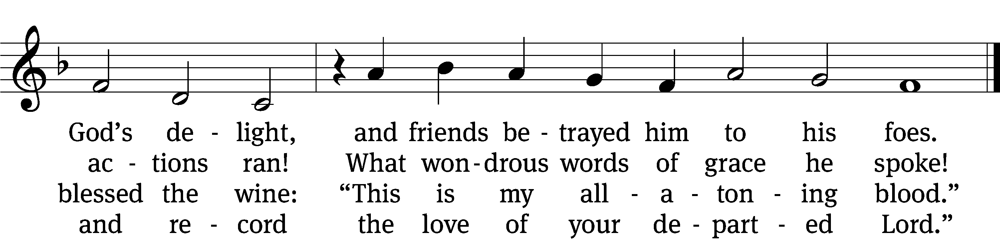 God’s de - light, and friends be - trayed him to his foes.
ac - tions ran! What won - drous words of grace he spoke!
blessed the wine: “This is my all - a - ton - ing blood.”
and re - cord the love of your de - part - ed Lord.”